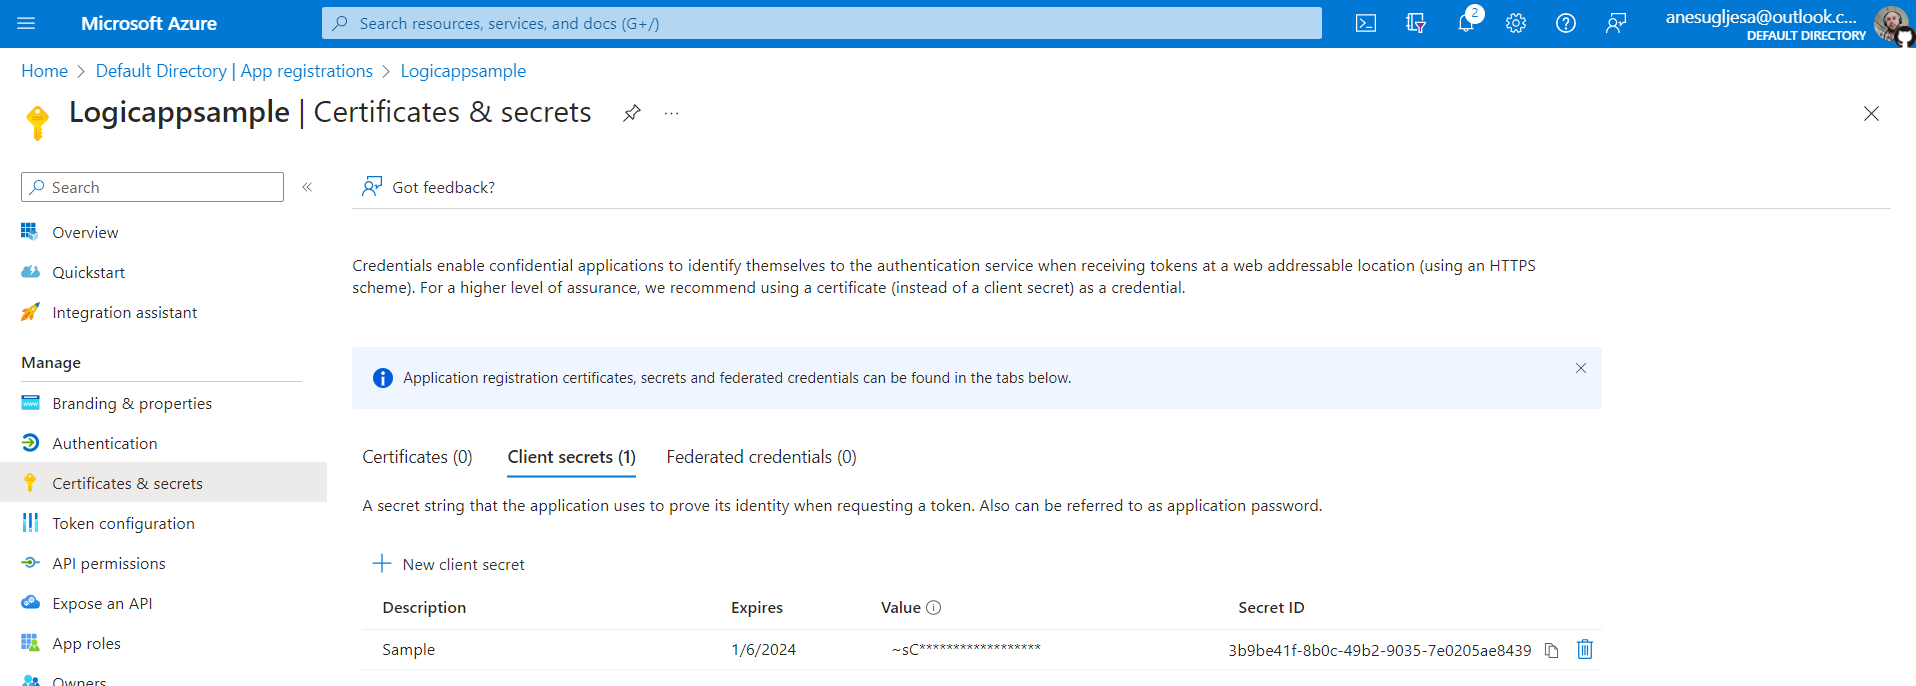 Microsoft Azure
Search resources, services, and docs (G+/)
2
anesugljesa@outlook.c...
DEFAULT DIRECTORY
Home > Default Directory | App registrations > Logicappsample
Logicappsample | Certificates & secrets
...
Search
«
Got feedback?
Overview
Quickstart
Integration assistant
Manage
Branding & properties
Authentication
Certificates & secrets
Token configuration
API permissions
Expose an API
App roles
Owners
Credentials enable confidential applications to identify themselves to the authentication service when receiving tokens at a web addressable location (using an HTTPS
scheme). For a higher level of assurance, we recommend using a certificate (instead of a client secret) as a credential.
Application registration certificates, secrets and federated credentials can be found in the tabs below.
Certificates (0) Client secrets (1) Federated credentials (0)
A secret string that the application uses to prove its identity when requesting a token. Also can be referred to as application password.
New client secret
Description Expires Value Secret ID
Sample 1/6/2024 ~sC****************** 3b9be41f-8b0c-49b2-9035-7e0205ae8439